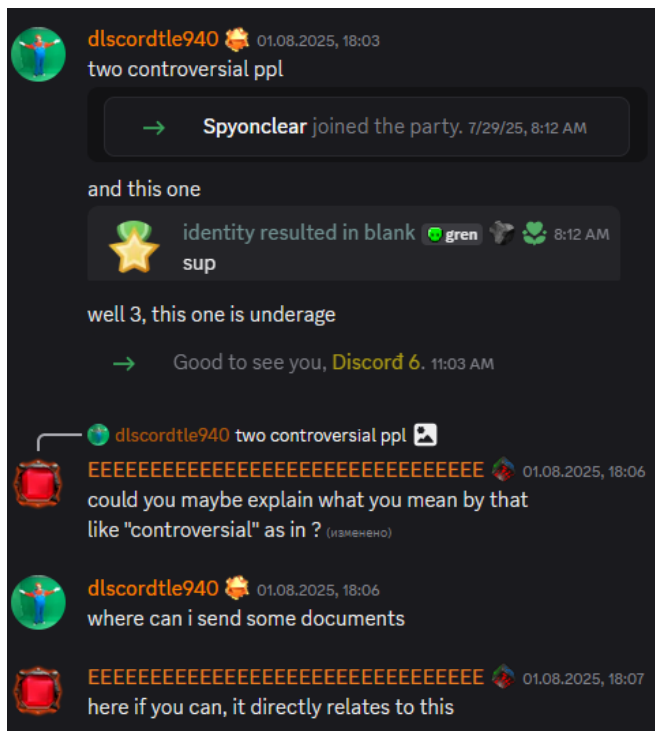 dlscordtle940 01.08.2025, 18:03
two controversial ppl
Spyonclear joined the party. 7/29/25, 8:12 AM
and this one
identity resulted in blank gren 8:12 AM
sup
well 3, this one is underage
Good to see you, Discorđ 6. 11:03 AM
dlscordtle940 two controversial ppl
EEEEEEEEEEEEEEEEEEEEEEEEEEEEEEEE 01.08.2025, 18:06
could you maybe explain what you mean by that
like "controversial" as in ? (изменено)
dlscordtle940 01.08.2025, 18:06
where can i send some documents
EEEEEEEEEEEEEEEEEEEEEEEEEEEEEEEE 01.08.2025, 18:07
here if you can, it directly relates to this